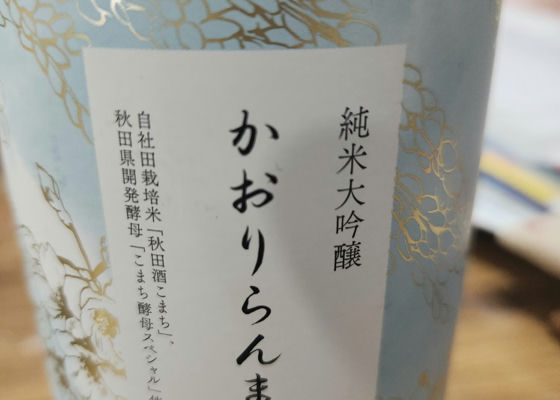 純米大吟醸
かおりらんま
自社田栽培米「秋田酒こまち」、
秋田県開発酵母「こまち酵母スペシャル」